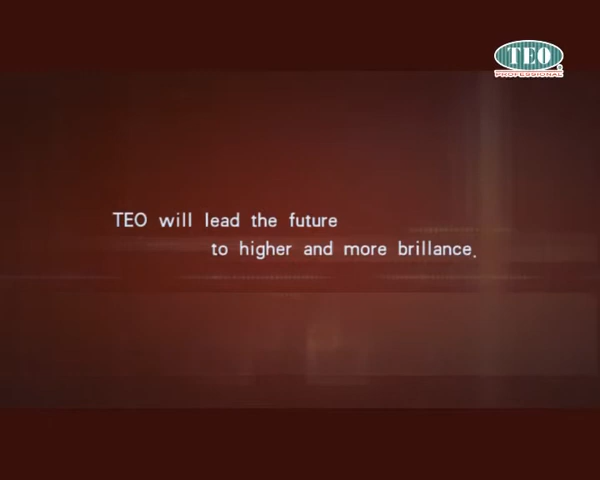 TEO
PROFESSIONAL
TEO will lead the future
to higher and more brillance.